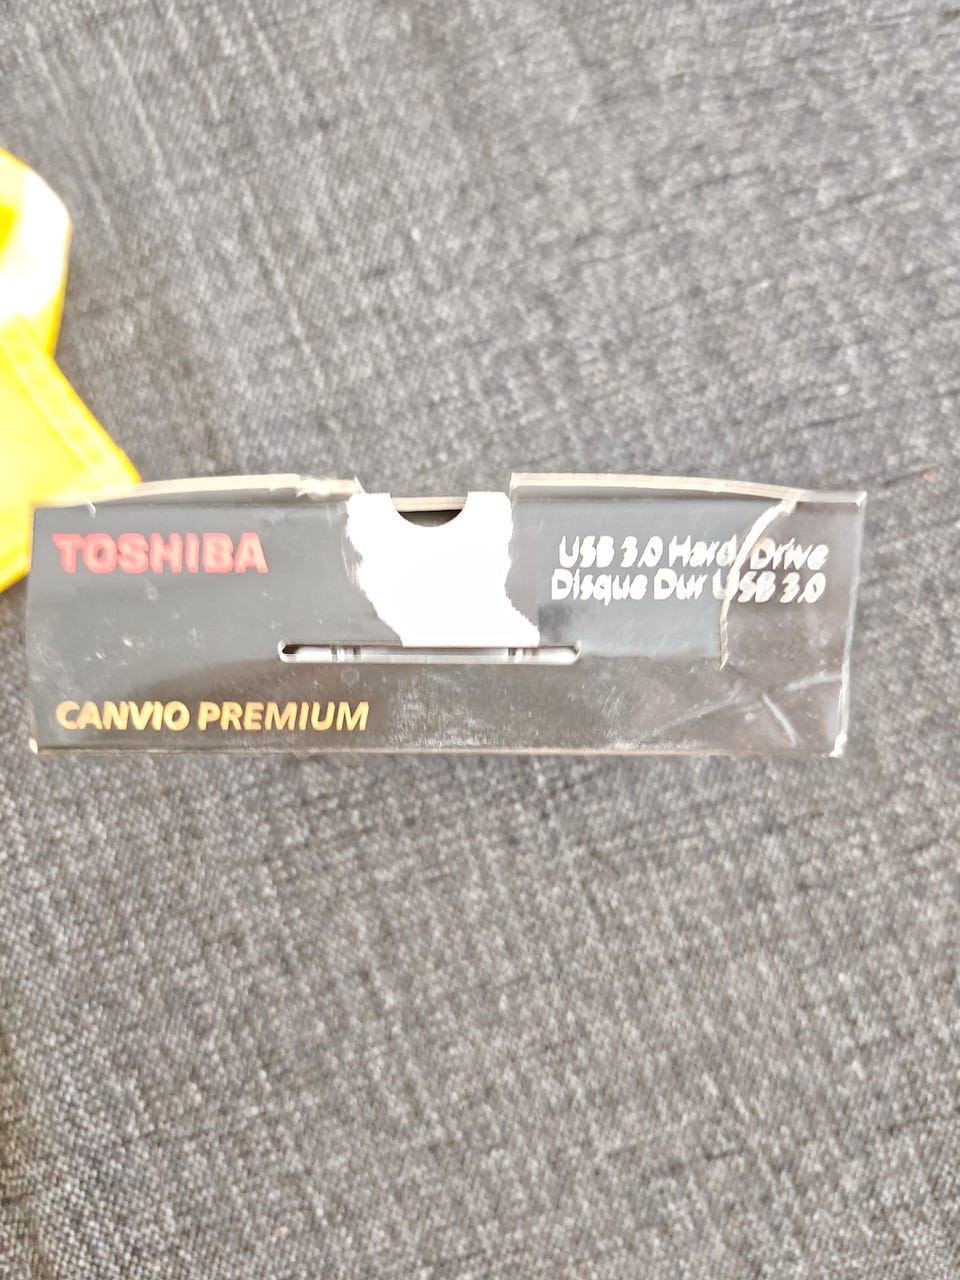 TOSHIBA
USB 3.0 Hard Drive
Disque Dur USB 3.0
CANVIO PREMIUM